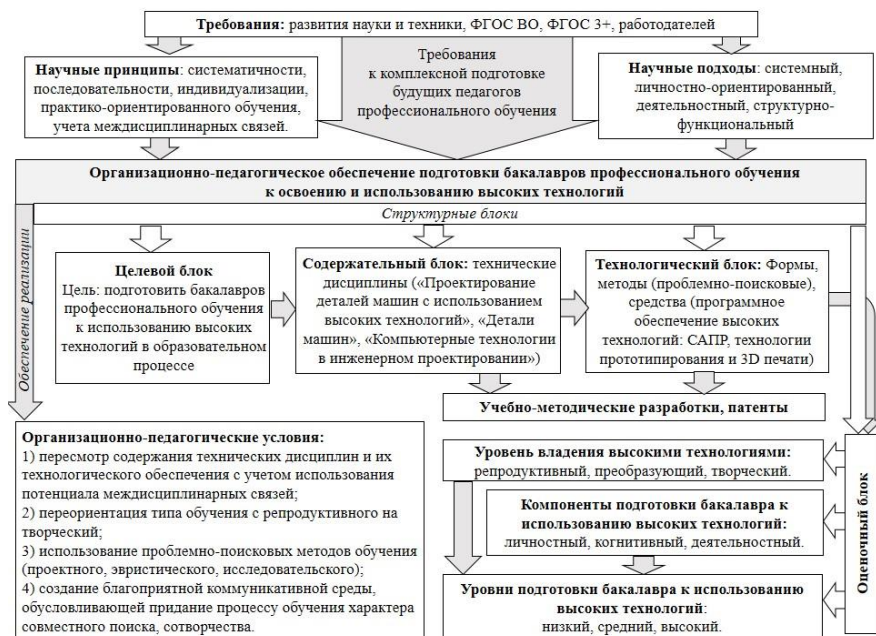 Требования: развития науки и техники, ФГОС ВО, ФГОС 3+, работодателей
Научные принципы: систематичности,
последовательности, индивидуализации,
практико-ориентированного обучения,
учета междисциплинарных связей.
Требования
к комплексной подготовке
будущих педагогов
профессионального обучения
Научные подходы: системный,
личностно-ориентированный,
деятельностный, структурно-
функциональный
Организационно-педагогическое обеспечение подготовки бакалавров профессионального обучения
к освоению и использованию высоких технологий
Структурные блоки
Обеспечение реализации
Целевой блок
Цель: подготовить бакалавров
профессионального обучения
к использованию высоких
технологий в образовательном
процессе
Содержательный блок: технические
дисциплины («Проектирование
деталей машин с использованием
высоких технологий», «Детали
машин», «Компьютерные технологии
в инженерном проектировании»)
Технологический блок: Формы,
методы (проблемно-поисковые),
средства (программное
обеспечение высоких
технологий: САПР, технологии
прототипирования и 3D печати)
Учебно-методические разработки, патенты
Организационно-педагогические условия:
1) пересмотр содержания технических дисциплин и их
технологического обеспечения с учетом использования
потенциала междисциплинарных связей;
2) переориентация типа обучения с репродуктивного на
творческий;
3) использование проблемно-поисковых методов обучения
(проектного, эвристического, исследовательского);
4) создание благоприятной коммуникативной среды,
обусловливающей придание процессу обучения характера
совместного поиска, сотворчества.
Уровень владения высокими технологиями:
репродуктивный, преобразующий, творческий.
Компоненты подготовки бакалавра к
использованию высоких технологий:
личностный, когнитивный, деятельностный.
Уровни подготовки бакалавра к использованию
высоких технологий:
низкий, средний, высокий.
Оценочный блок